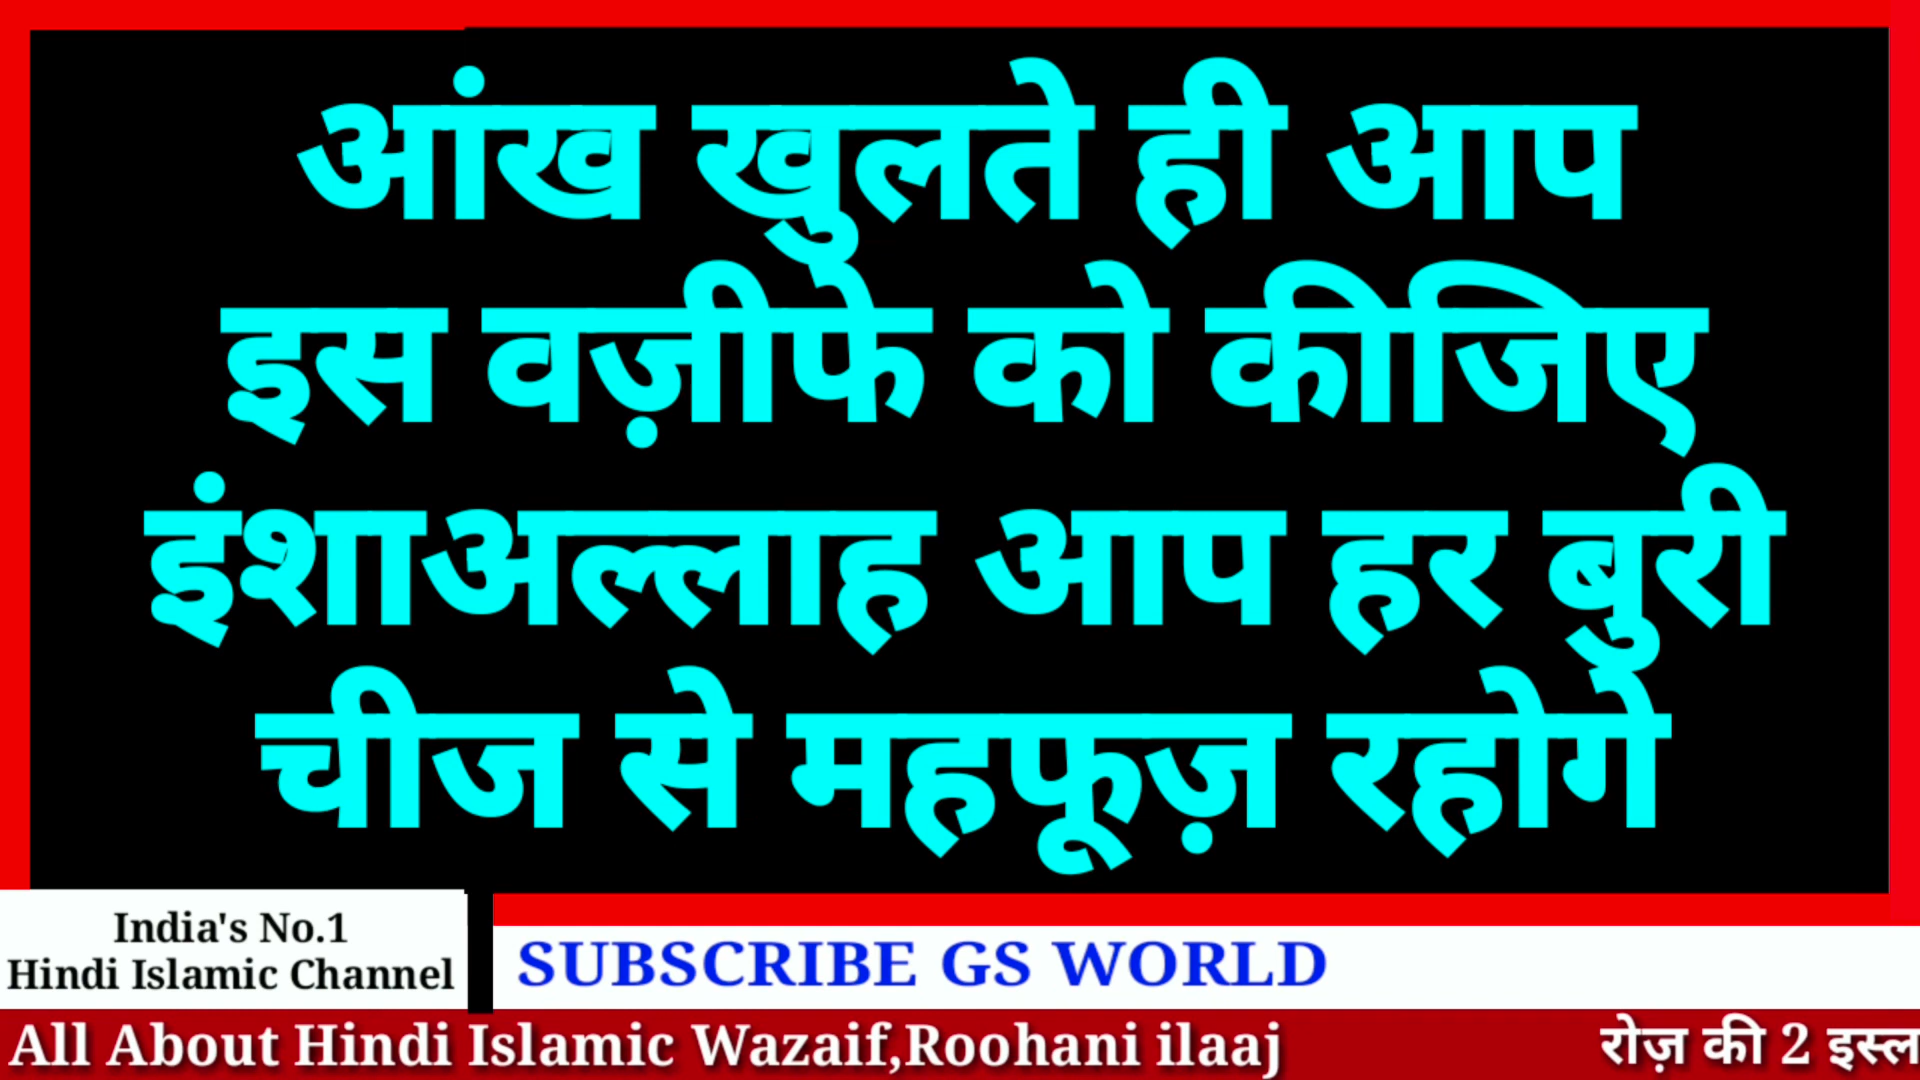 आंख खुलते ही आप
इस वज़ीफे को कीजिए
इंशाअल्लाह आप हर बुरी
चीज से महफूज़ रहोगे
India's No.1
Hindi Islamic Channel
SUBSCRIBE GS WORLD
All About Hindi Islamic Wazaif,Roohani ilaaj
रोज़ की 2